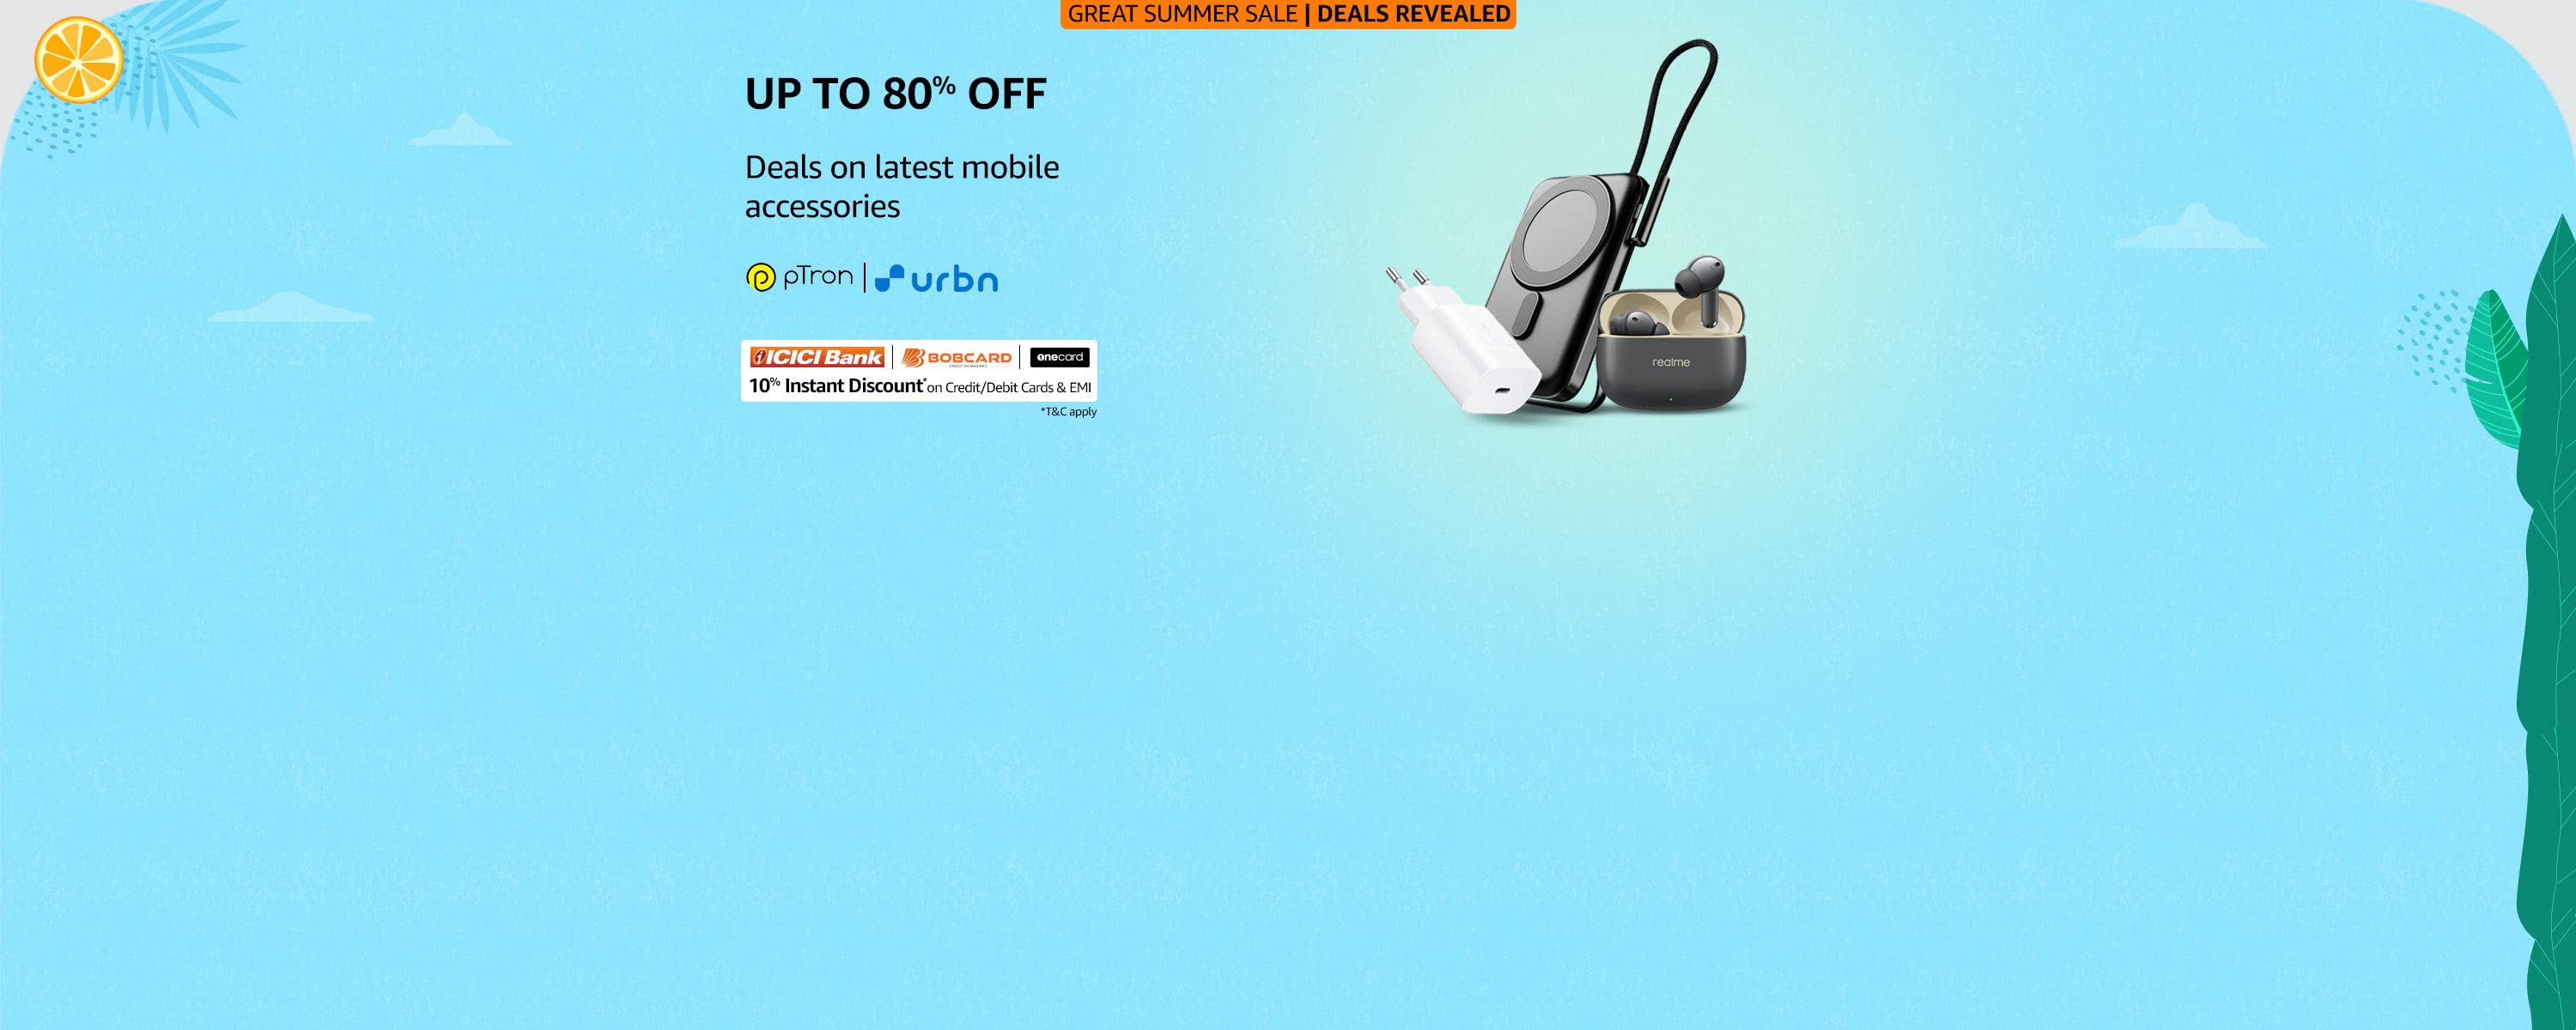 GREAT SUMMER SALE | DEALS REVEALED
UP TO 80% OFF
Deals on latest mobile
accessories
pTron | urbn
ICICI Bank | BOBCARD | onecard
10% Instant Discount* on Credit/Debit Cards & EMI
*T&C apply
realme